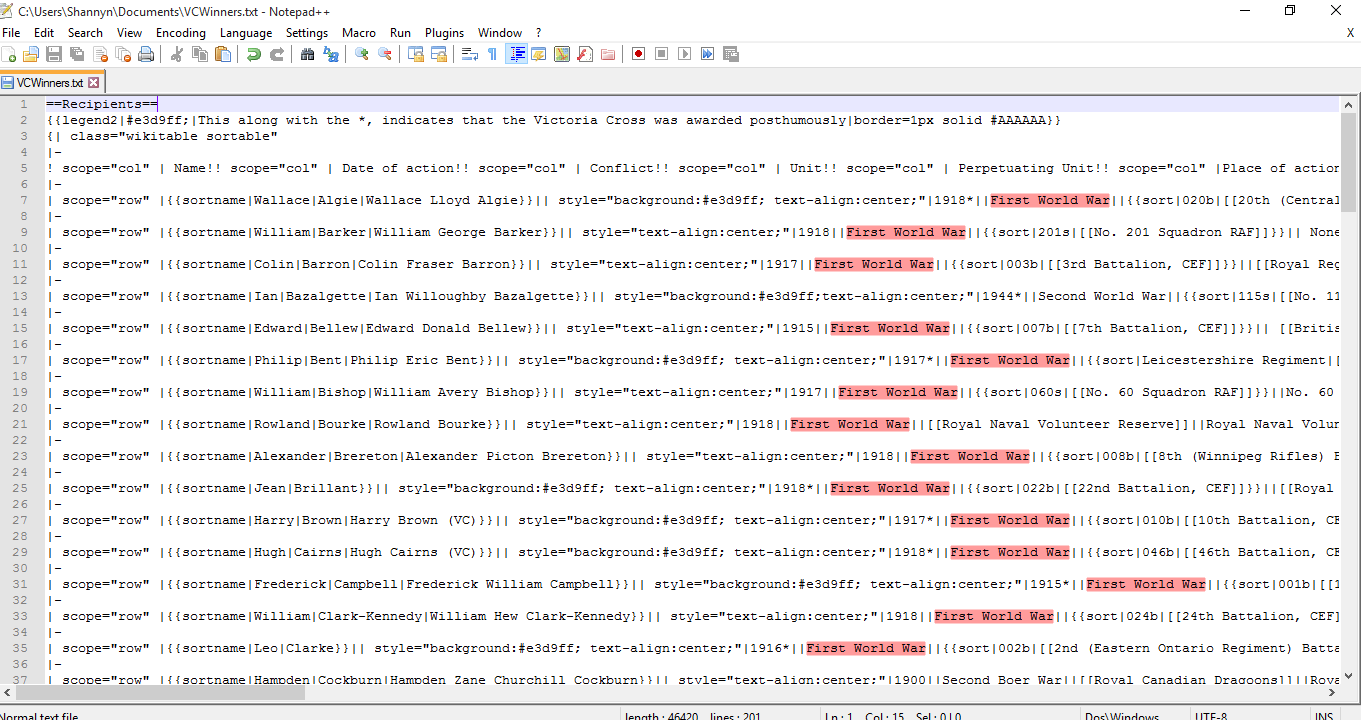 C:\Users\Shannyn\Documents\VCWinners.txt - Notepad++
File Edit Search View Encoding Language Settings Macro Run Plugins Window ? X
VCWinners.txt
1 ==Recipients==
2 {{legend2|#e3d9ff;|This along with the *, indicates that the Victoria Cross was awarded posthumously|border=1px solid #AAAAAA}}
3 {| class="wikitable sortable"
4 |-
5 ! scope="col" | Name!! scope="col" | Date of action!! scope="col" | Conflict!! scope="col" | Unit!! scope="col" | Perpetuating Unit!! scope="col" |Place of action
6 |-
7 | scope="row" |{{sortname|Wallace|Algie|Wallace Lloyd Algie}}|| style="background:#e3d9ff; text-align:center;"|1918*||First World War||{{sort|020b|[[20th (Central
8 |-
9 | scope="row" |{{sortname|William|Barker|William George Barker}}|| style="text-align:center;"|1918||First World War||{{sort|201s|[[No. 201 Squadron RAF]]}}|| None
10 |-
11 | scope="row" |{{sortname|Colin|Barron|Colin Fraser Barron}}|| style="text-align:center;"|1917||First World War||{{sort|003b|[[3rd Battalion, CEF]]}}||[[Royal Reg
12 |-
13 | scope="row" |{{sortname|Ian|Bazalgette|Ian Willoughby Bazalgette}}|| style="background:#e3d9ff;text-align:center;"|1944*||Second World War||{{sort|115s|[[No. 11
14 |-
15 | scope="row" |{{sortname|Edward|Bellew|Edward Donald Bellew}}|| style="text-align:center;"|1915||First World War||{{sort|007b|[[7th Battalion, CEF]]}}|| [[Britis
16 |-
17 | scope="row" |{{sortname|Philip|Bent|Philip Eric Bent}}|| style="background:#e3d9ff; text-align:center;"|1917*||First World War||{{sort|Leicestershire Regiment|[
18 |-
19 | scope="row" |{{sortname|William|Bishop|William Avery Bishop}}|| style="text-align:center;"|1917||First World War||{{sort|060s|[[No. 60 Squadron RAF]]}}||No. 60
20 |-
21 | scope="row" |{{sortname|Rowland|Bourke|Rowland Bourke}}|| style="text-align:center;"|1918||First World War||[[Royal Naval Volunteer Reserve]]||Royal Naval Volun
22 |-
23 | scope="row" |{{sortname|Alexander|Brereton|Alexander Picton Brereton}}|| style="text-align:center;"|1918||First World War||{{sort|008b|[[8th (Winnipeg Rifles) B
24 |-
25 | scope="row" |{{sortname|Jean|Brillant}}|| style="background:#e3d9ff; text-align:center;"|1918*||First World War||{{sort|022b|[[22nd Battalion, CEF]]}}||[[Royal
26 |-
27 | scope="row" |{{sortname|Harry|Brown|Harry Brown (VC)}}|| style="background:#e3d9ff; text-align:center;"|1917*||First World War||{{sort|010b|[[10th Battalion, CE
28 |-
29 | scope="row" |{{sortname|Hugh|Cairns|Hugh Cairns (VC)}}|| style="background:#e3d9ff; text-align:center;"|1918*||First World War||{{sort|046b|[[46th Battalion, CE
30 |-
31 | scope="row" |{{sortname|Frederick|Campbell|Frederick William Campbell}}|| style="background:#e3d9ff; text-align:center;"|1915*||First World War||{{sort|001b|[[1
32 |-
33 | scope="row" |{{sortname|William|Clark-Kennedy|William Hew Clark-Kennedy}}|| style="text-align:center;"|1918||First World War||{{sort|024b|[[24th Battalion, CEF]
34 |-
35 | scope="row" |{{sortname|Leo|Clarke}}|| style="background:#e3d9ff; text-align:center;"|1916*||First World War||{{sort|002b|[[2nd (Eastern Ontario Regiment) Batta
36 |-
37 | scope="row" |{{sortname|Hampden|Cockburn|Hampden Zane Churchill Cockburn}}|| style="text-align:center;"|1900||Second Boer War||[[Royal Canadian Dragoons]]||Roya
Normal text file length : 46420 lines : 201 Ln : 1 Col : 15 Sel : 0 | 0 Dos\Windows UTF-8 INS